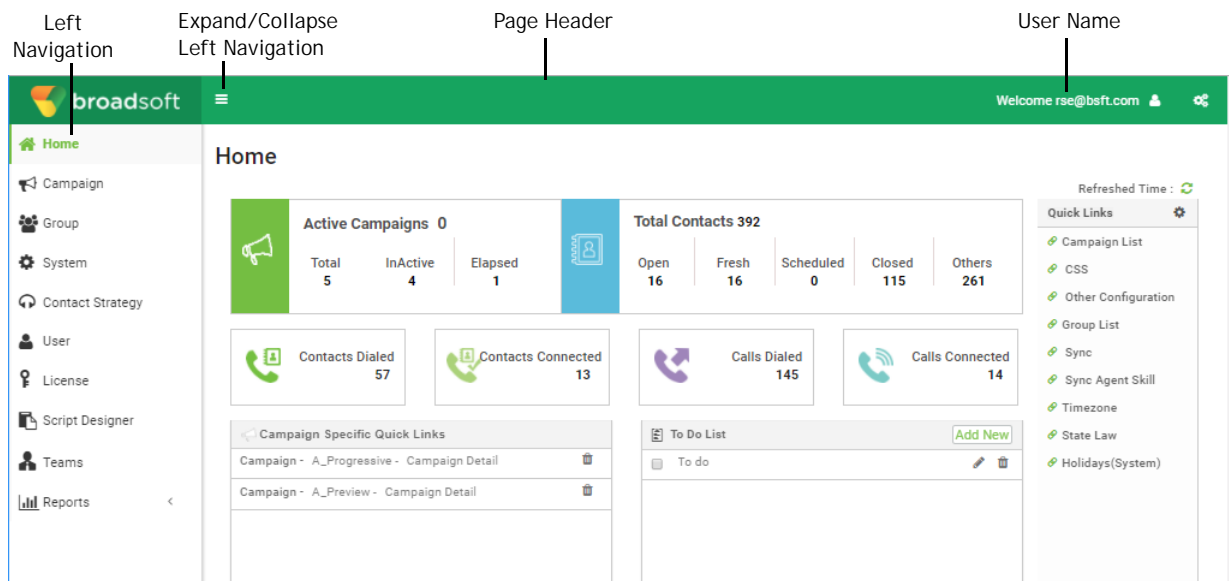 Left
Navigation
Expand/Collapse
Left Navigation
Page Header
User Name
broadsoft
Welcome rse@bsft.com
Home
Campaign
Group
System
Contact Strategy
User
License
Script Designer
Teams
Reports <
Home
Refreshed Time :
Active Campaigns 0
Total InActive Elapsed
5 4 1
Total Contacts 392
Open Fresh Scheduled Closed Others
16 16 0 115 261
Contacts Dialed
57
Contacts Connected
13
Calls Dialed
145
Calls Connected
14
Campaign Specific Quick Links
Campaign - A_Progressive - Campaign Detail
Campaign - A_Preview - Campaign Detail
To Do List
Add New
To do
Quick Links
Campaign List
CSS
Other Configuration
Group List
Sync
Sync Agent Skill
Timezone
State Law
Holidays(System)